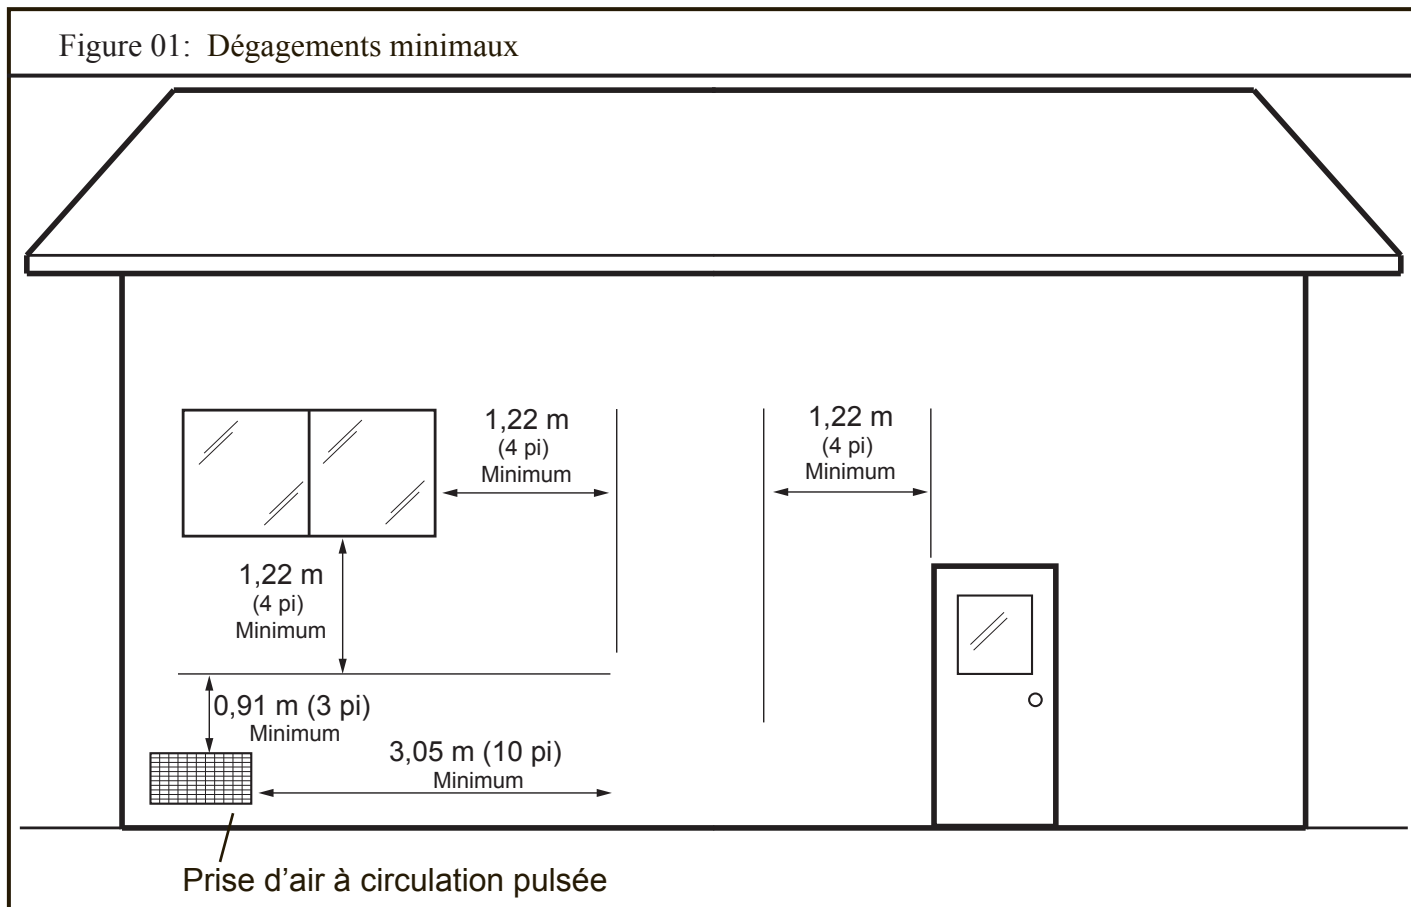 Figure 01: Dégagements minimaux
1,22 m
(4 pi)
Minimum
1,22 m
(4 pi)
Minimum
1,22 m
(4 pi)
Minimum
0,91 m (3 pi)
Minimum
3,05 m (10 pi)
Minimum
Prise d’air à circulation pulsée